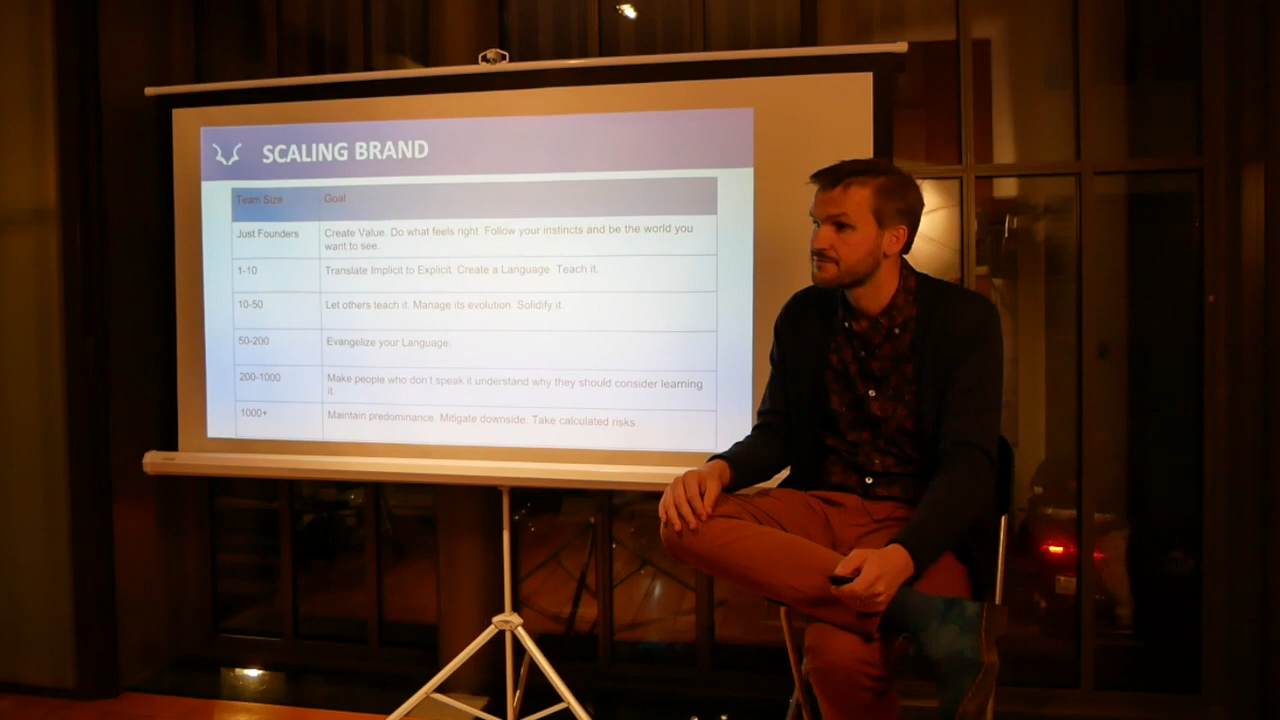 SCALING BRAND
Team Size Goal
Just Founders Create Value. Do what feels right. Follow your instincts and be the world you
want to see.
1-10 Translate Implicit to Explicit. Create a Language. Teach it.
10-50 Let others teach it. Manage its evolution. Solidify it.
50-200 Evangelize your Language.
200-1000 Make people who don't speak it understand why they should consider learning
it.
1000+ Maintain predominance. Mitigate downside. Take calculated risks.